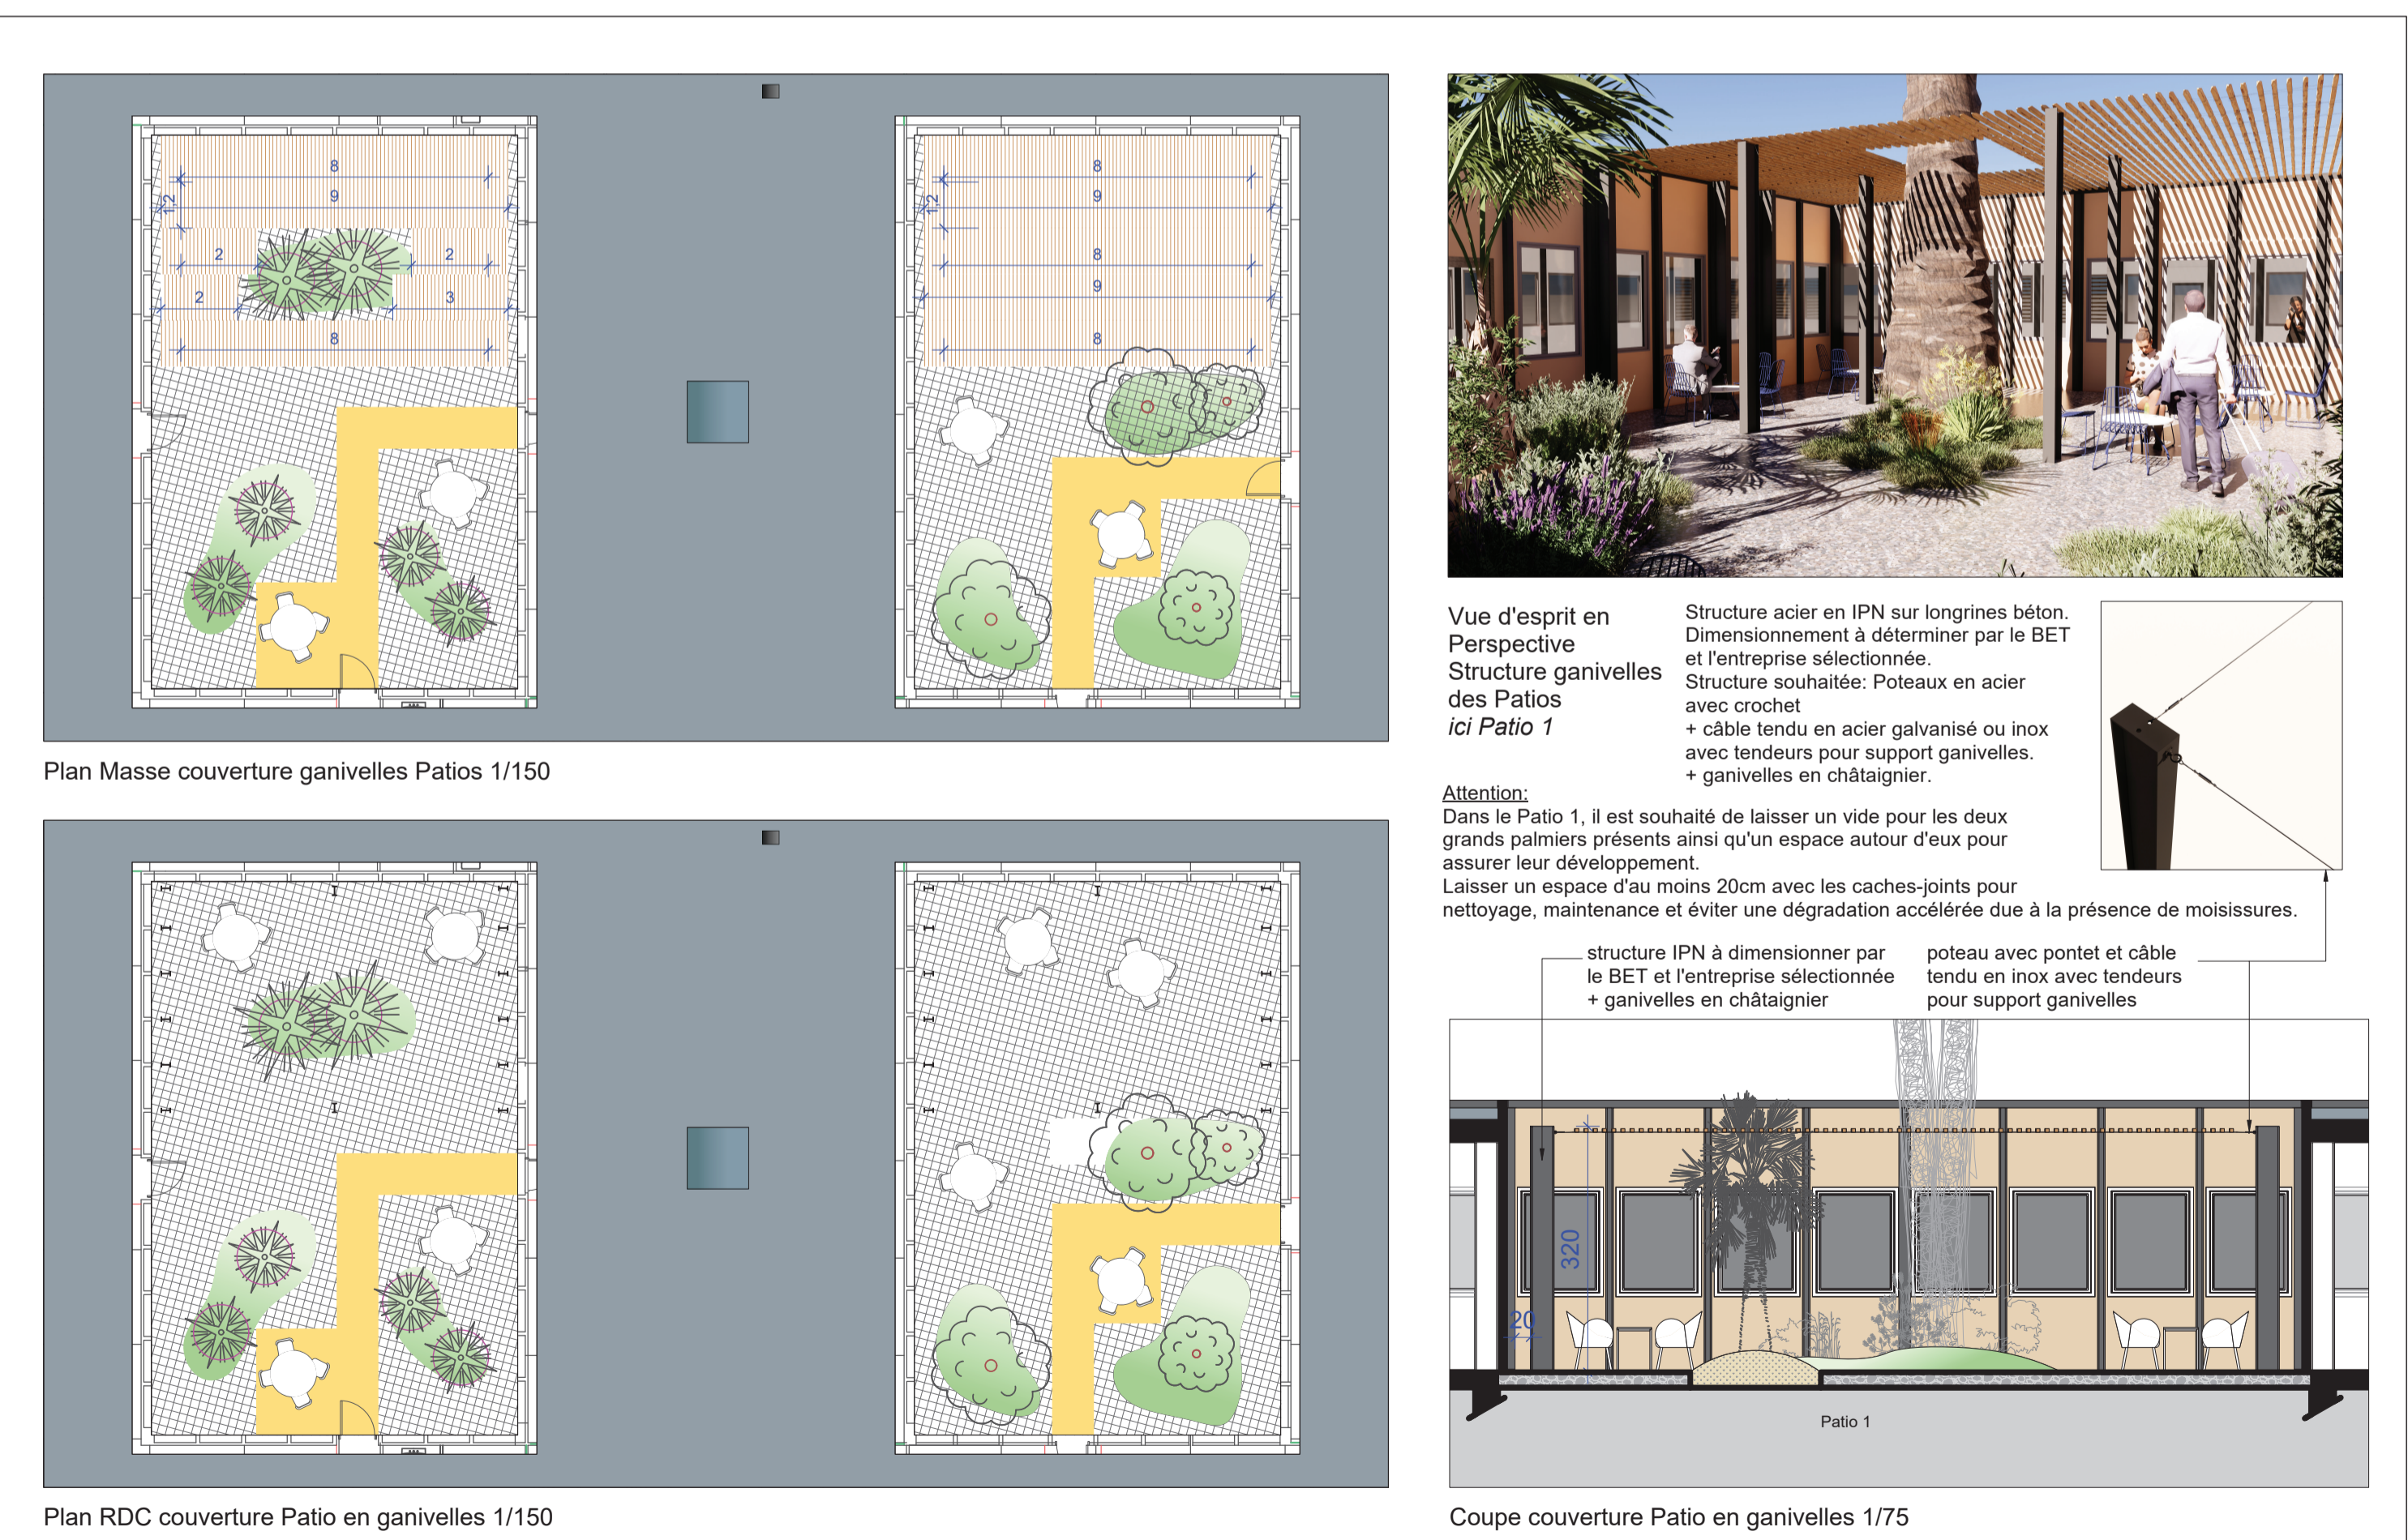 8
9
1,2
2
2
2
3
8
8
9
1,2
8
9
8
Plan Masse couverture ganivelles Patios 1/150
Plan RDC couverture Patio en ganivelles 1/150
Vue d'esprit en
Perspective
Structure ganivelles
des Patios
ici Patio 1
Structure acier en IPN sur longrines béton.
Dimensionnement à déterminer par le BET
et l'entreprise sélectionnée.
Structure souhaitée: Poteaux en acier
avec crochet
+ câble tendu en acier galvanisé ou inox
avec tendeurs pour support ganivelles.
+ ganivelles en châtaignier.
Attention:
Dans le Patio 1, il est souhaité de laisser un vide pour les deux
grands palmiers présents ainsi qu'un espace autour d'eux pour
assurer leur développement.
Laisser un espace d'au moins 20cm avec les caches-joints pour
nettoyage, maintenance et éviter une dégradation accélérée due à la présence de moisissures.
structure IPN à dimensionner par
le BET et l'entreprise sélectionnée
+ ganivelles en châtaignier
poteau avec pontet et câble
tendu en inox avec tendeurs
pour support ganivelles
320
20
Patio 1
Coupe couverture Patio en ganivelles 1/75